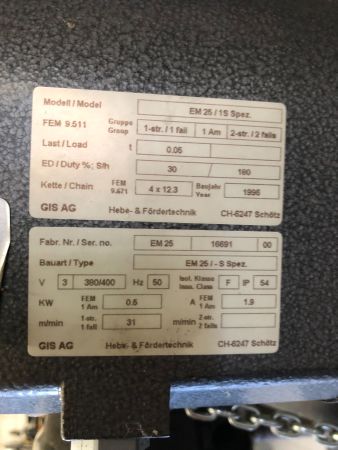 Modell / Model EM 25 / 1S Spez.
FEM 9.511 Gruppe Group 1-str. / 1 fall 1 Am 2-str. / 2 falls
Last / Load t 0.05
ED / Duty %; S/h 30 180
Kette / Chain FEM 9.671 4 x 12.3 Baujahr Year 1996
GIS AG Hebe- & Fördertechnik CH-6247 Schötz
Fabr. Nr. / Ser. no. EM 25 16691 00
Bauart / Type EM 25 / - S Spez.
V 3 380/400 Hz 50 Isol. Klasse Insu. Class F IP 54
KW FEM 1 Am 0.5 A FEM 1 Am 1.9
m/min 1-str. 1 fall 31 m/min 2-str. 2 falls
GIS AG Hebe- & Fördertechnik CH-6247 Schötz